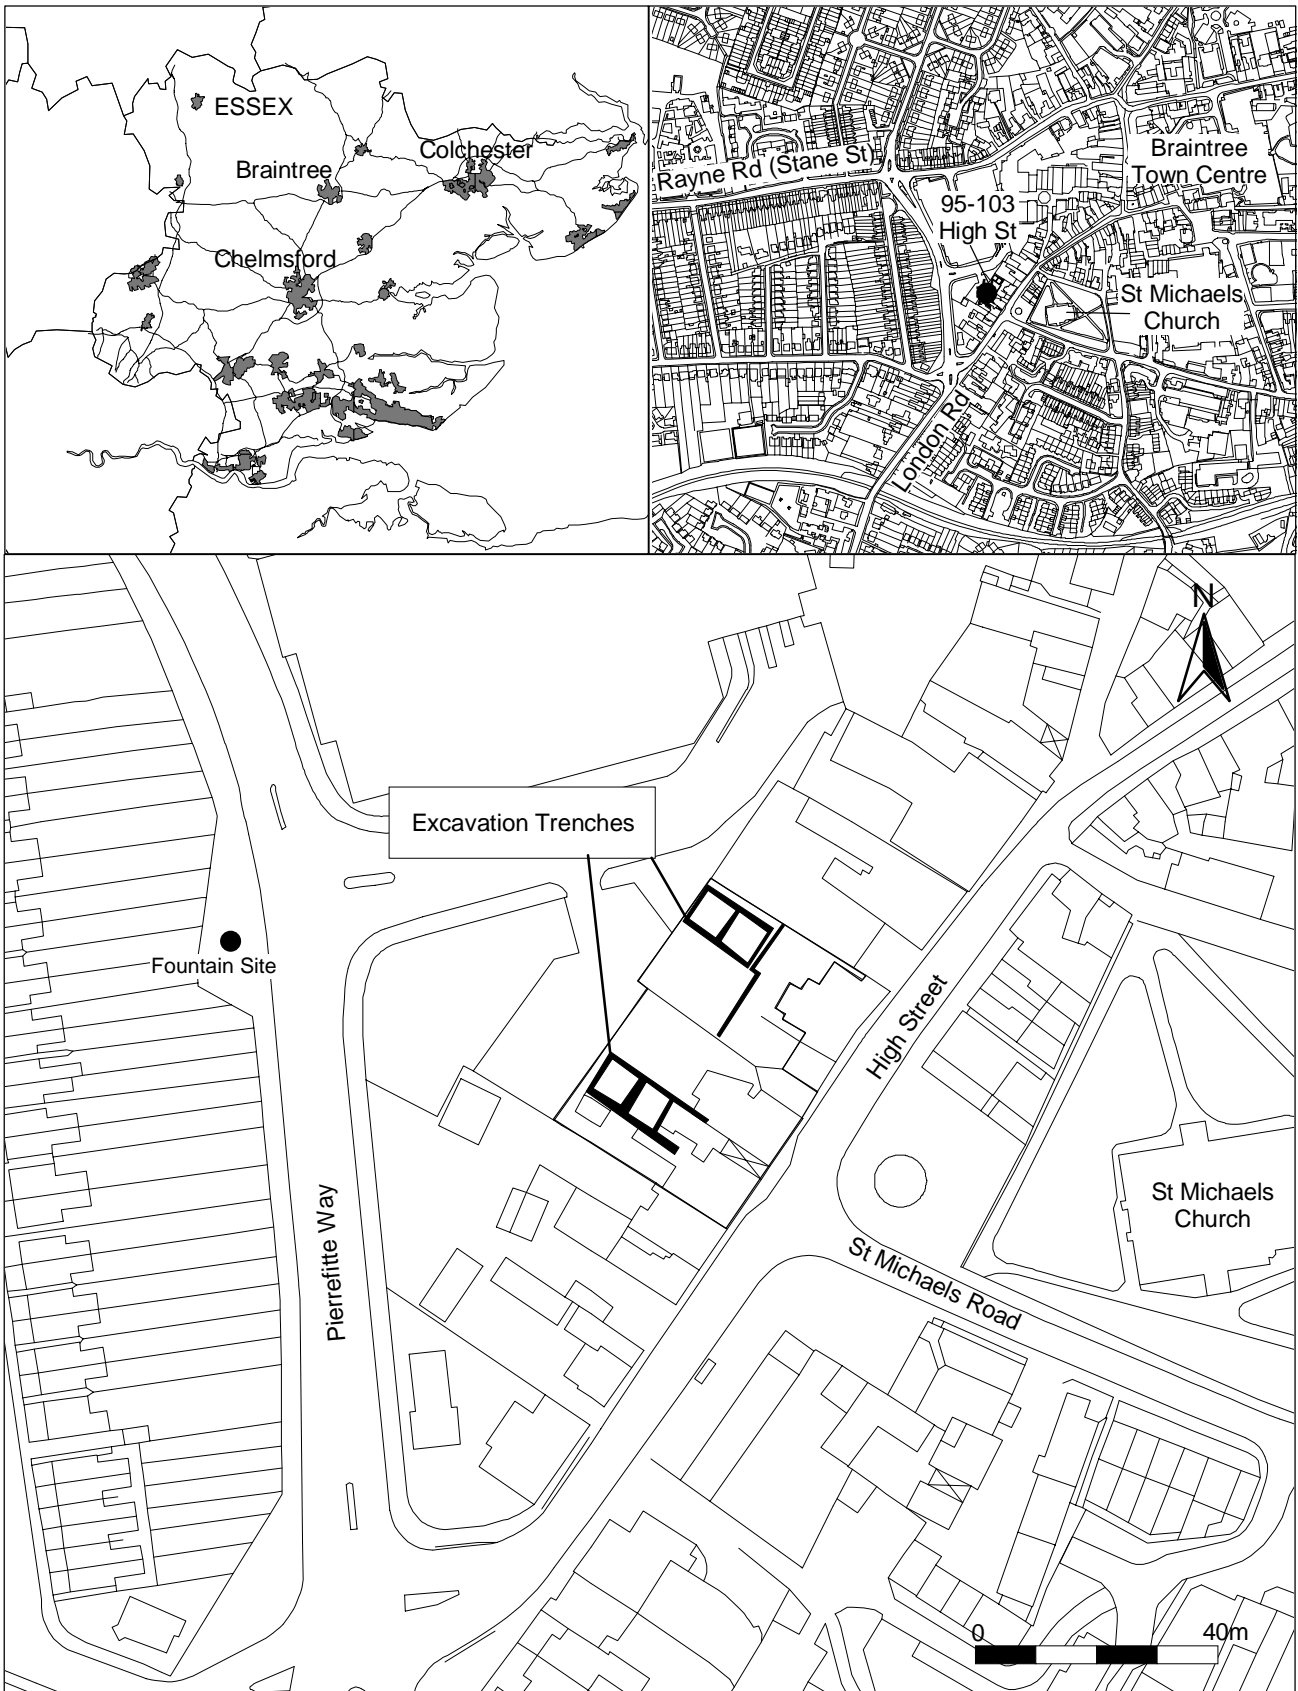 ESSEX
Braintree
Colchester
Chelmsford
Rayne Rd (Stane St)
Braintree
Town Centre
95-103
High St
St Michaels
Church
London Rd
N
Excavation Trenches
Fountain Site
High Street
St Michaels
Church
Pierrefitte Way
St Michaels Road
0
40m